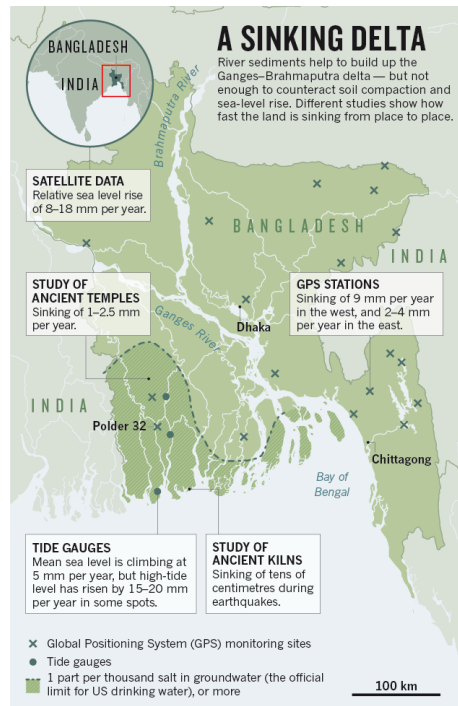 A SINKING DELTA
River sediments help to build up the
Ganges–Brahmaputra delta — but not
enough to counteract soil compaction and
sea-level rise. Different studies show how
fast the land is sinking from place to place.
BANGLADESH
INDIA
Brahmaputra River
SATELLITE DATA
Relative sea level rise
of 8–18 mm per year.
BANGLADESH
INDIA
STUDY OF
ANCIENT TEMPLES
Sinking of 1–2.5 mm
per year.
GPS STATIONS
Sinking of 9 mm per year
in the west, and 2–4 mm
per year in the east.
Ganges River
Dhaka
INDIA
Polder 32
Chittagong
Bay of
Bengal
TIDE GAUGES
Mean sea level is climbing at
5 mm per year, but high-tide
level has risen by 15–20 mm
per year in some spots.
STUDY OF
ANCIENT KILNS
Sinking of tens of
centimetres during
earthquakes.
Global Positioning System (GPS) monitoring sites
Tide gauges
1 part per thousand salt in groundwater (the official
limit for US drinking water), or more
100 km